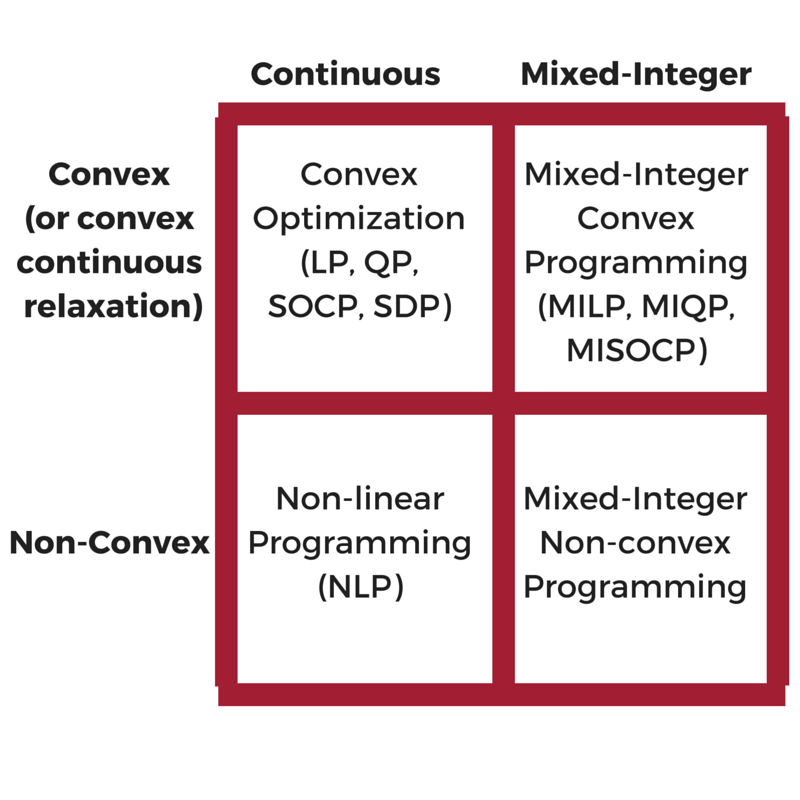 Continuous
Mixed-Integer
Convex
(or convex
continuous
relaxation)
Convex
Optimization
(LP, QP,
SOCP, SDP)
Mixed-Integer
Convex
Programming
(MILP, MIQP,
MISOCP)
Non-Convex
Non-linear
Programming
(NLP)
Mixed-Integer
Non-convex
Programming